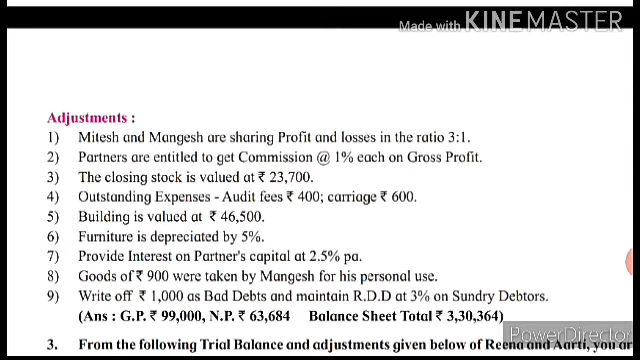 Made with KINEMASTER
Adjustments :
1) Mitesh and Mangesh are sharing Profit and losses in the ratio 3:1.
2) Partners are entitled to get Commission @ 1% each on Gross Profit.
3) The closing stock is valued at ₹ 23,700.
4) Outstanding Expenses - Audit fees ₹ 400; carriage ₹ 600.
5) Building is valued at ₹ 46,500.
6) Furniture is depreciated by 5%.
7) Provide Interest on Partner's capital at 2.5% pa.
8) Goods of ₹ 900 were taken by Mangesh for his personal use.
9) Write off ₹ 1,000 as Bad Debts and maintain R.D.D at 3% on Sundry Debtors.
(Ans : G.P. ₹ 99,000, N.P. ₹ 63,684 Balance Sheet Total ₹ 3,30,364)
PowerDirector
3. From the following Trial Balance and adjustments given below of Reena and Aarti, you ar